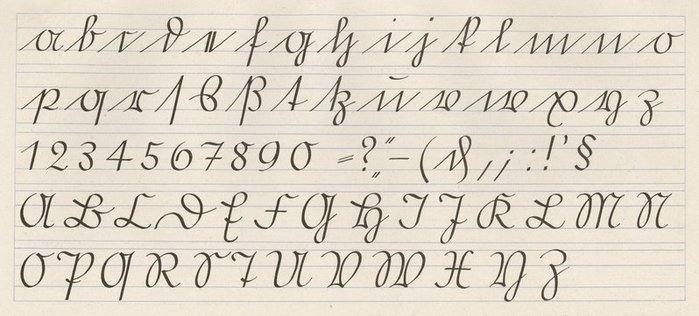 a b c d e f g h i j k l m n o
p q r ſ s ß t tz u v w x y z
1 2 3 4 5 6 7 8 9 0 = ? „ “ – ( & , ; : ! ’ §
A B C D E F G H I J K L M N
O P Q R S T U V W X Y Z